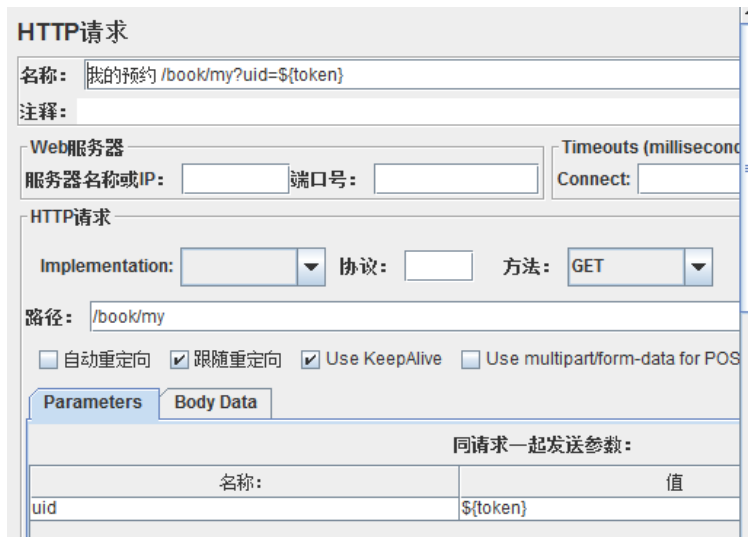 HTTP请求
名称： 我的预约 /book/my?uid=${token}
注释：
Web服务器
Timeouts (millisecond
服务器名称或IP： 端口号： Connect:
HTTP请求
Implementation: 协议： 方法： GET
路径： /book/my
自动重定向 跟随重定向 Use KeepAlive Use multipart/form-data for POS
Parameters Body Data
同请求一起发送参数：
名称： 值
uid ${token}